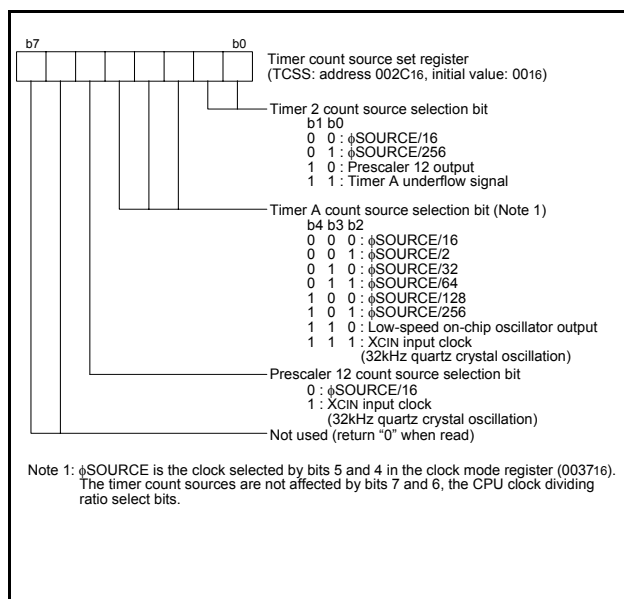 b7 b0
Timer count source set register
(TCSS: address 002C16, initial value: 0016)
Timer 2 count source selection bit
b1 b0
0 0 : ϕSOURCE/16
0 1 : ϕSOURCE/256
1 0 : Prescaler 12 output
1 1 : Timer A underflow signal
Timer A count source selection bit (Note 1)
b4 b3 b2
0 0 0 : ϕSOURCE/16
0 0 1 : ϕSOURCE/2
0 1 0 : ϕSOURCE/32
0 1 1 : ϕSOURCE/64
1 0 0 : ϕSOURCE/128
1 0 1 : ϕSOURCE/256
1 1 0 : Low-speed on-chip oscillator output
1 1 1 : XCIN input clock
(32kHz quartz crystal oscillation)
Prescaler 12 count source selection bit
0 : ϕSOURCE/16
1 : XCIN input clock
(32kHz quartz crystal oscillation)
Not used (return “0” when read)
Note 1: ϕSOURCE is the clock selected by bits 5 and 4 in the clock mode register (003716).
The timer count sources are not affected by bits 7 and 6, the CPU clock dividing
ratio select bits.